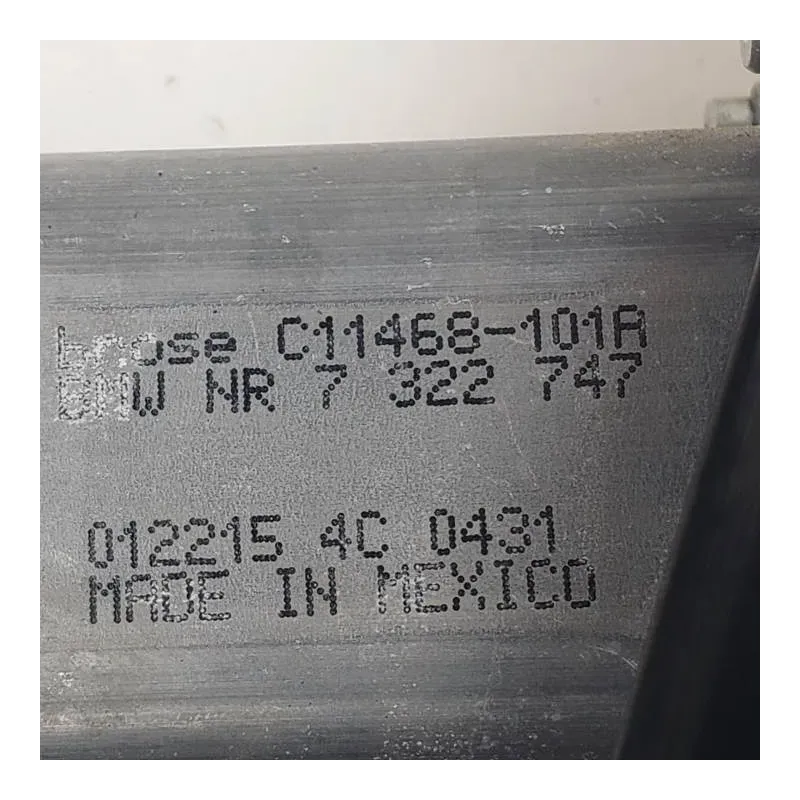 brose C11468-101A
BMW NR 7 322 747
012215 4C 0431
MADE IN MEXICO